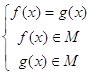 f(x) = g(x)
f(x) ∈ M
g(x) ∈ M